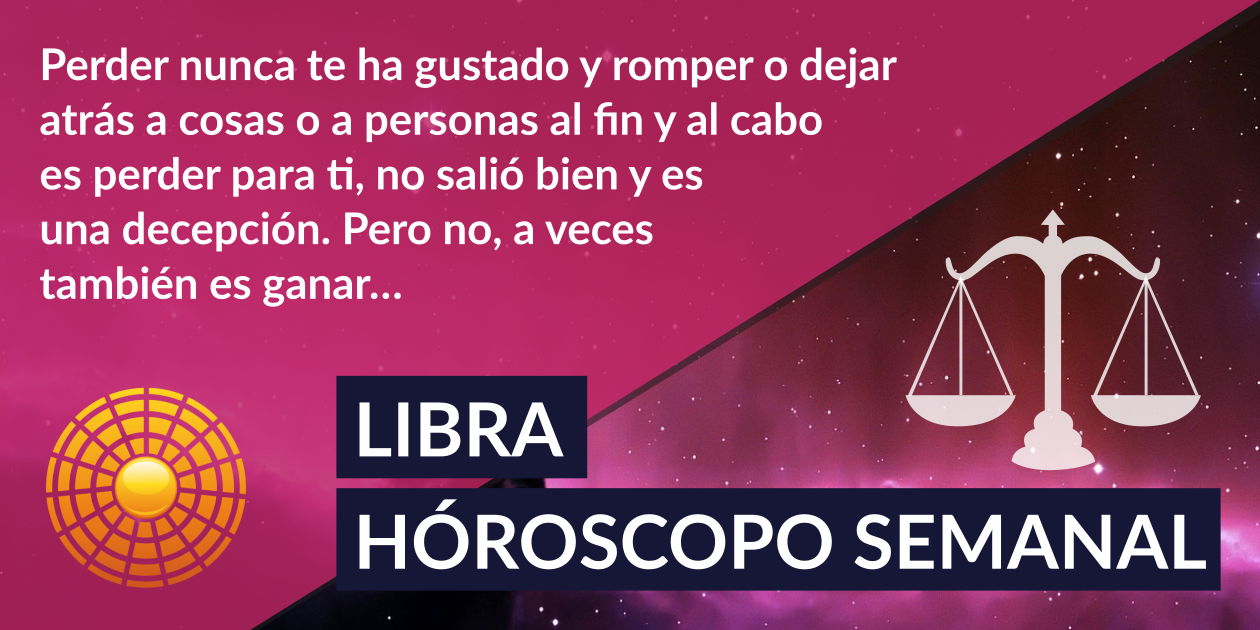 Perder nunca te ha gustado y romper o dejar
atrás a cosas o a personas al fin y al cabo
es perder para ti, no salió bien y es
una decepción. Pero no, a veces
también es ganar...
LIBRA
HÓROSCOPO SEMANAL